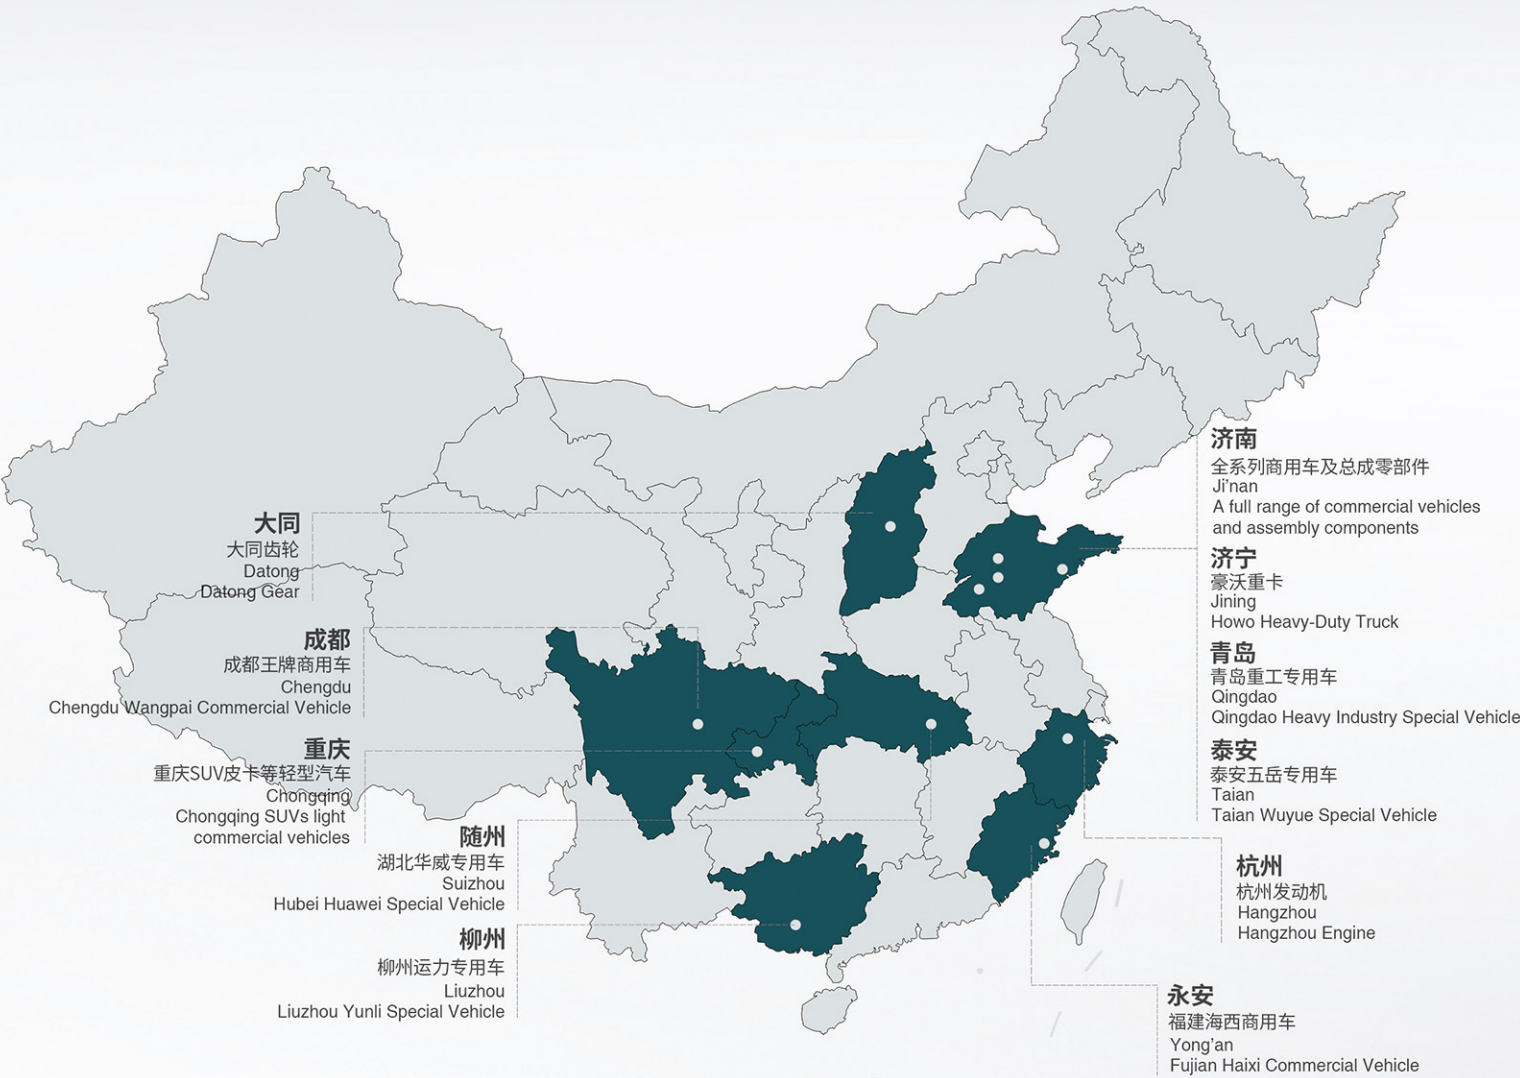 大同
大同齿轮
Datong
Datong Gear
成都
成都王牌商用车
Chengdu
Chengdu Wangpai Commercial Vehicle
重庆
重庆SUV皮卡等轻型汽车
Chongqing
Chongqing SUVs light
commercial vehicles
随州
湖北华威专用车
Suizhou
Hubei Huawei Special Vehicle
柳州
柳州运力专用车
Liuzhou
Liuzhou Yunli Special Vehicle
济南
全系列商用车及总成零部件
Ji’nan
A full range of commercial vehicles
and assembly components
济宁
豪沃重卡
Jining
Howo Heavy-Duty Truck
青岛
青岛重工专用车
Qingdao
Qingdao Heavy Industry Special Vehicle
泰安
泰安五岳专用车
Taian
Taian Wuyue Special Vehicle
杭州
杭州发动机
Hangzhou
Hangzhou Engine
永安
福建海西商用车
Yong’an
Fujian Haixi Commercial Vehicle